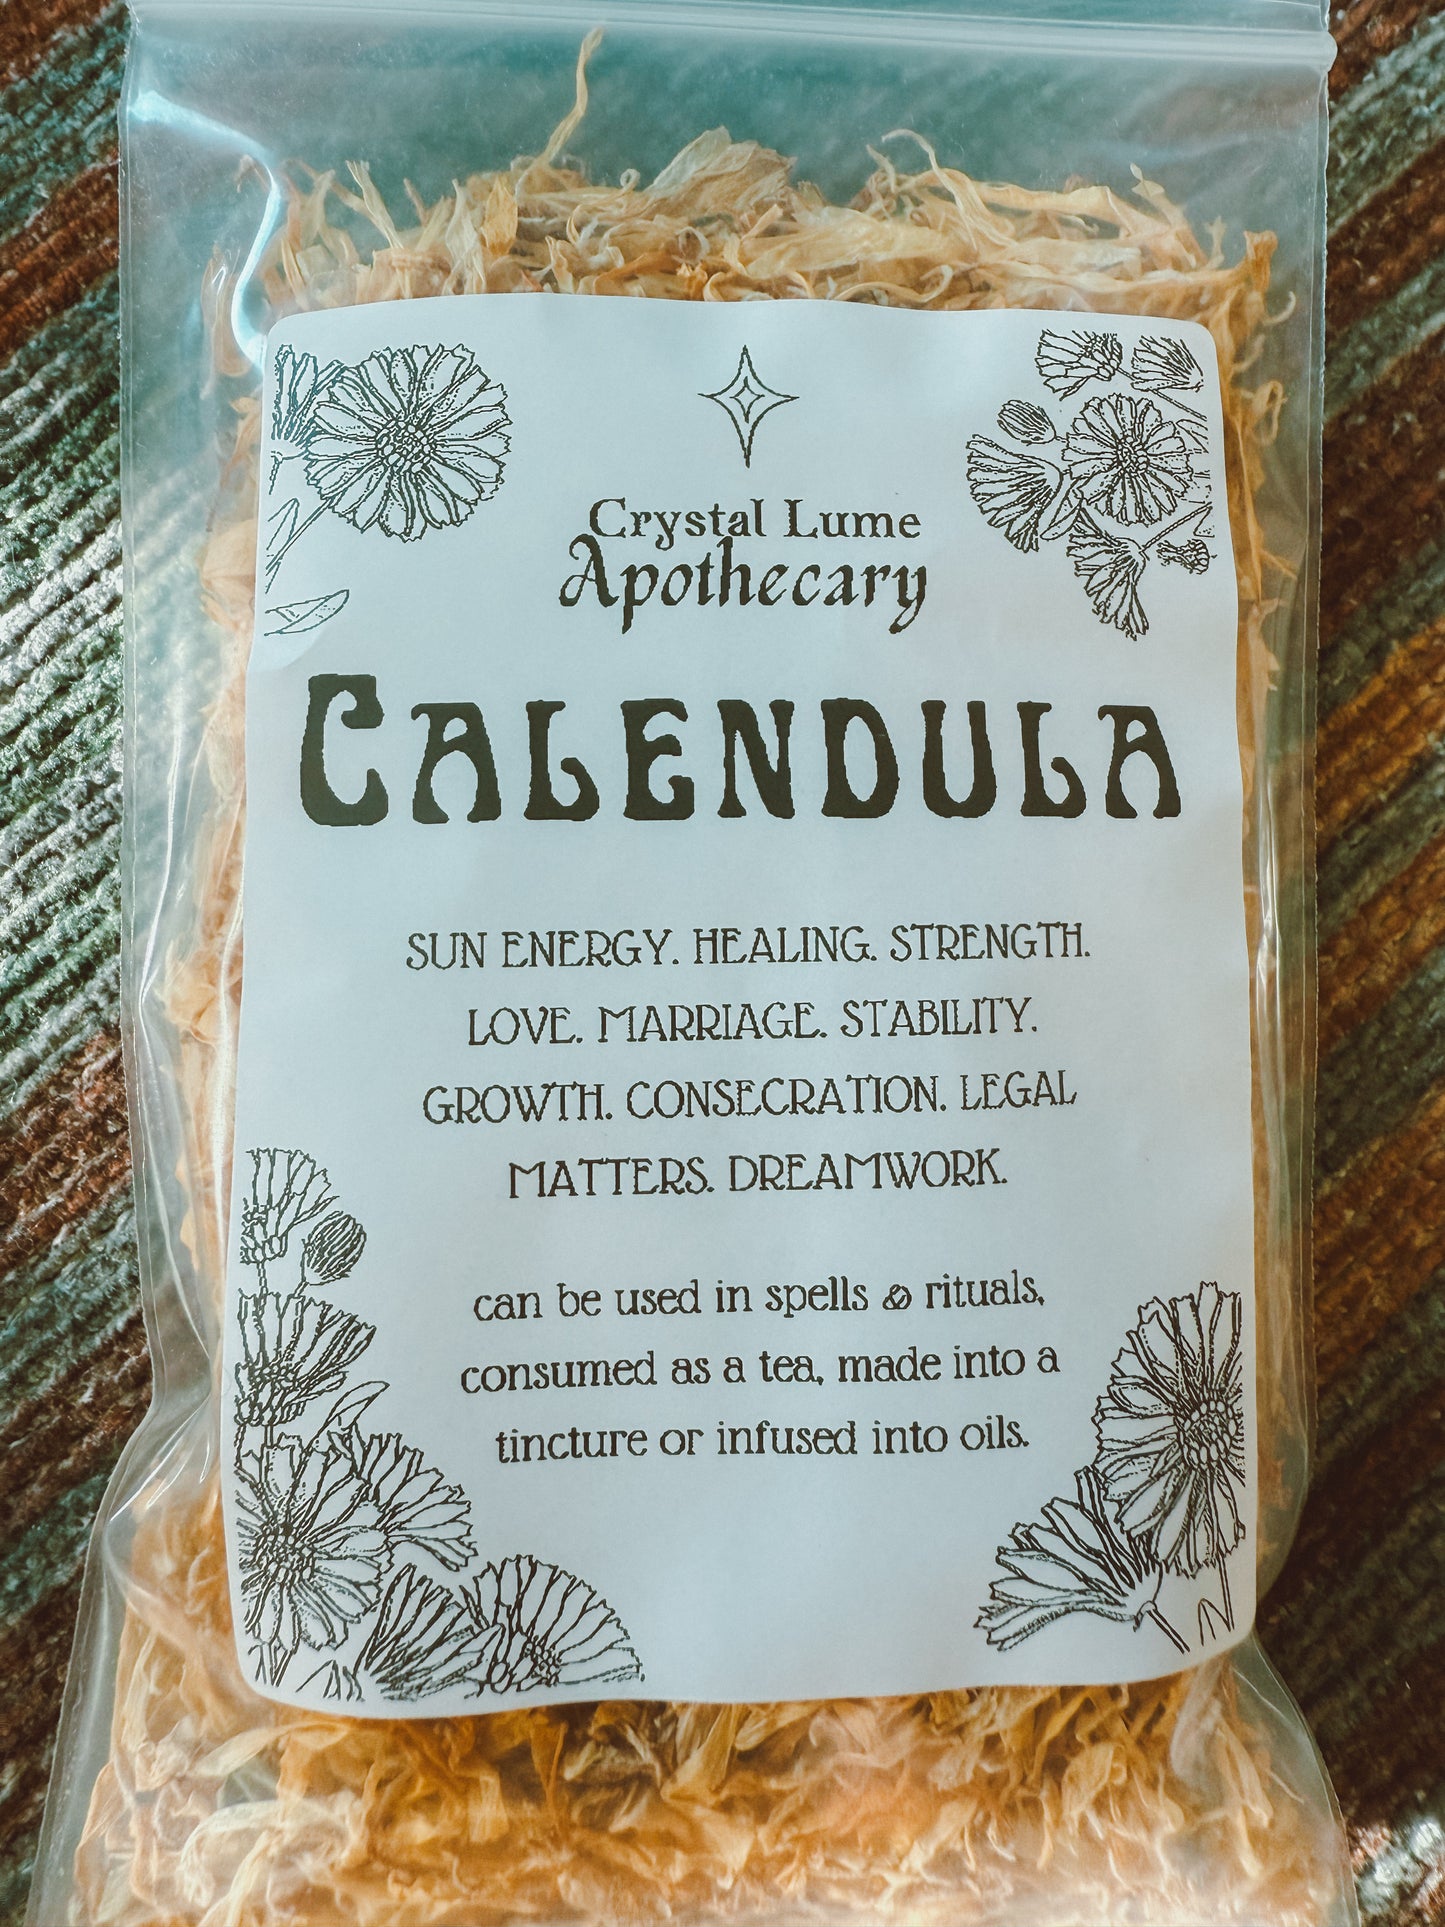 Crystal Lume
Apothecary
CALENDULA
SUN ENERGY. HEALING. STRENGTH.
LOVE. MARRIAGE. STABILITY.
GROWTH. CONSECRATION. LEGAL
MATTERS. DREAMWORK.
can be used in spells & rituals,
consumed as a tea, made into a
tincture or infused into oils.